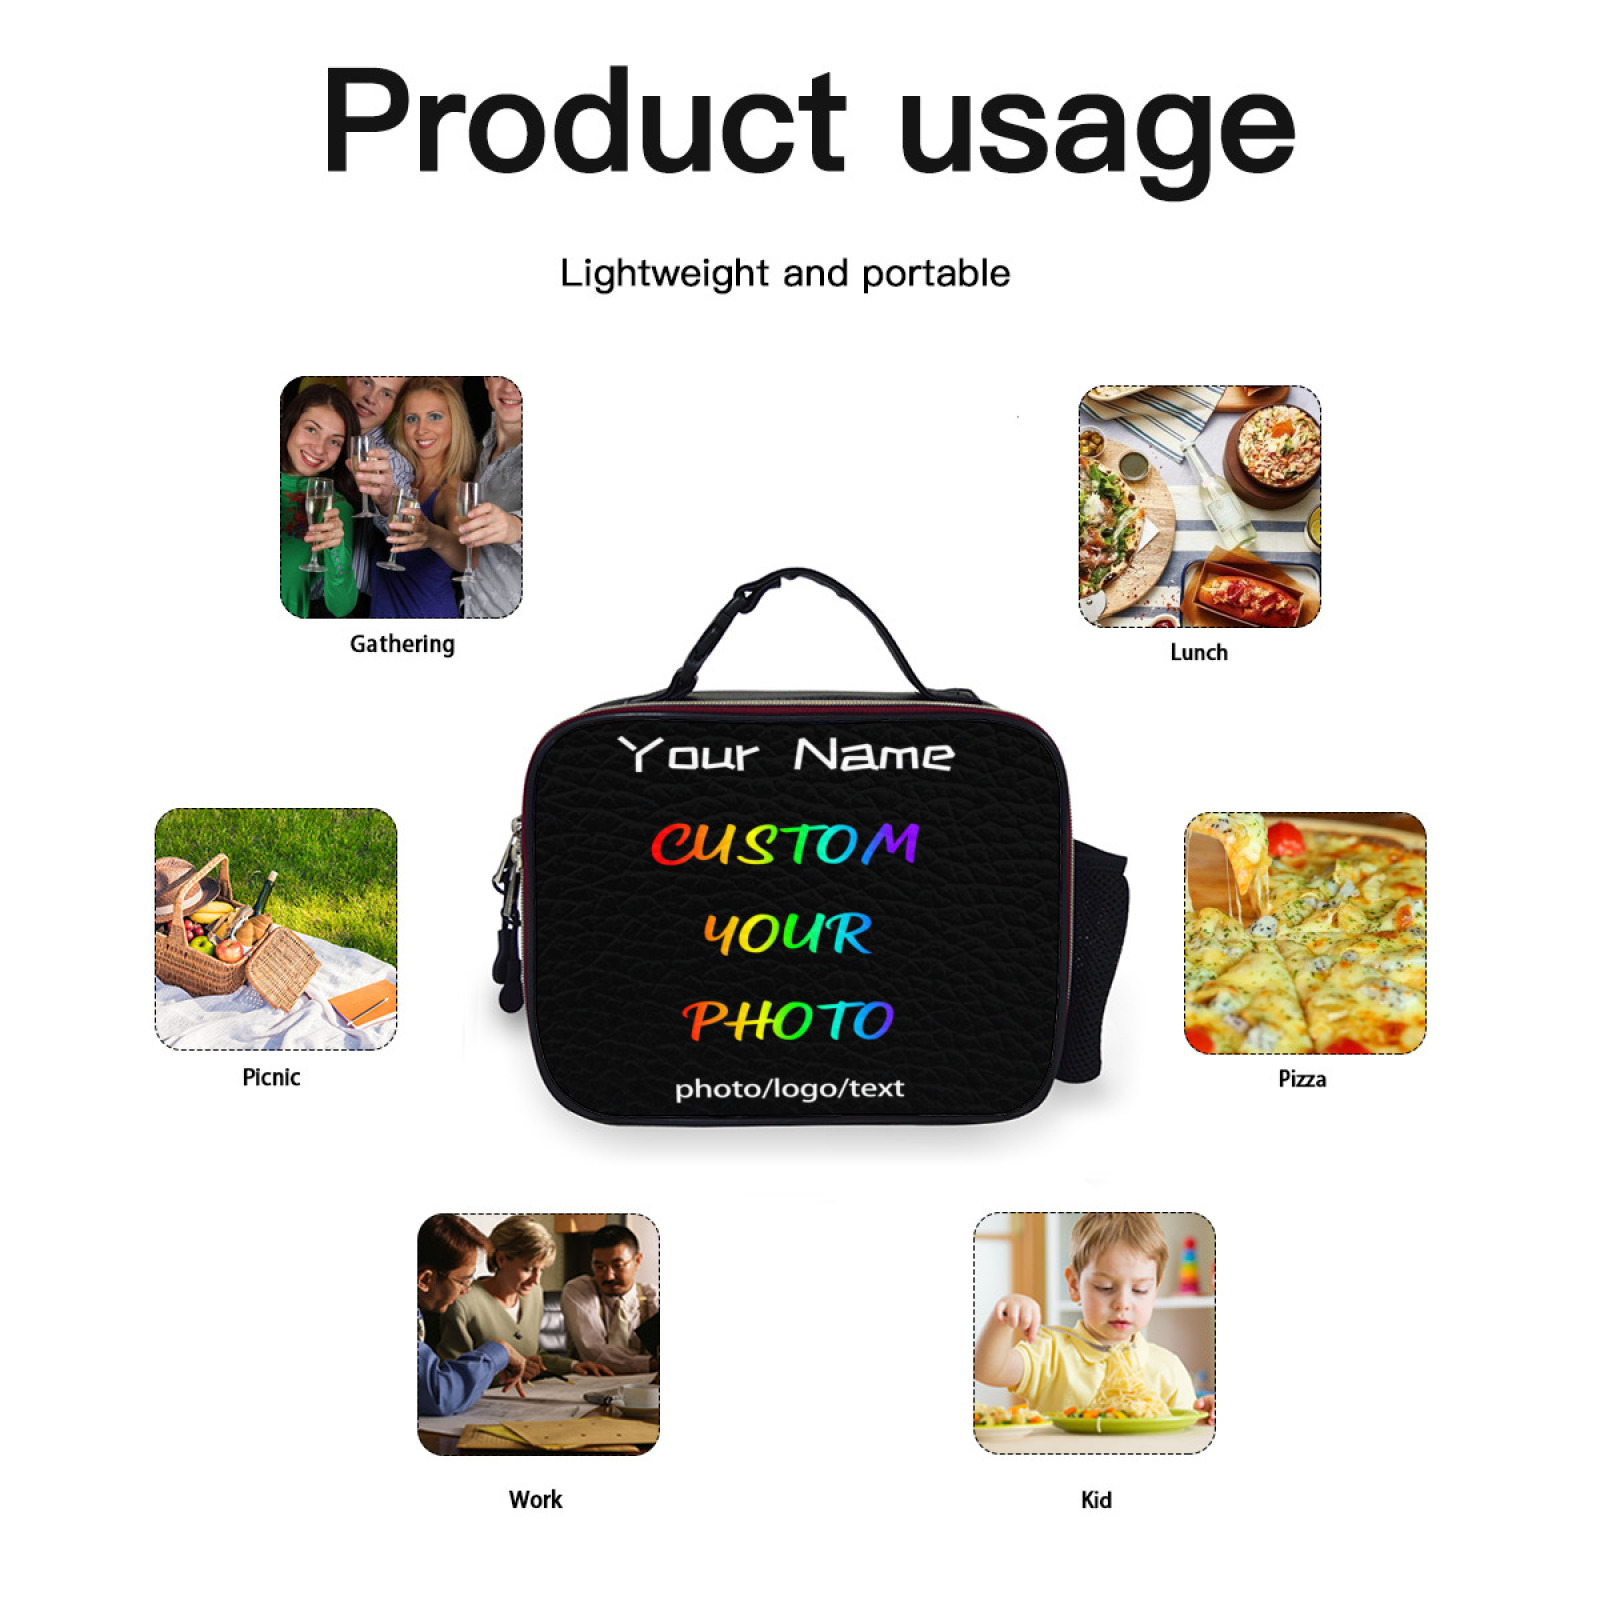 Product usage
Lightweight and portable
Gathering
Lunch
Your Name
CUSTOM
YOUR
PHOTO
photo/logo/text
Picnic
Pizza
Work
Kid